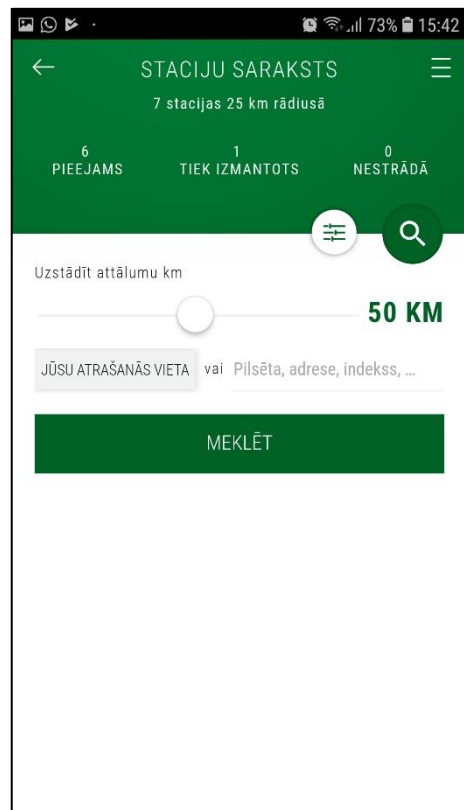 73% 15:42
STACIJU SARAKSTS
7 stacijas 25 km rādiusā
6 1 0
PIEEJAMS TIEK IZMANTOTS NESTRĀDĀ
Uzstādīt attālumu km
50 KM
JŪSU ATRAŠANĀS VIETA vai Pilsēta, adrese, indekss, ...
MEKLĒT